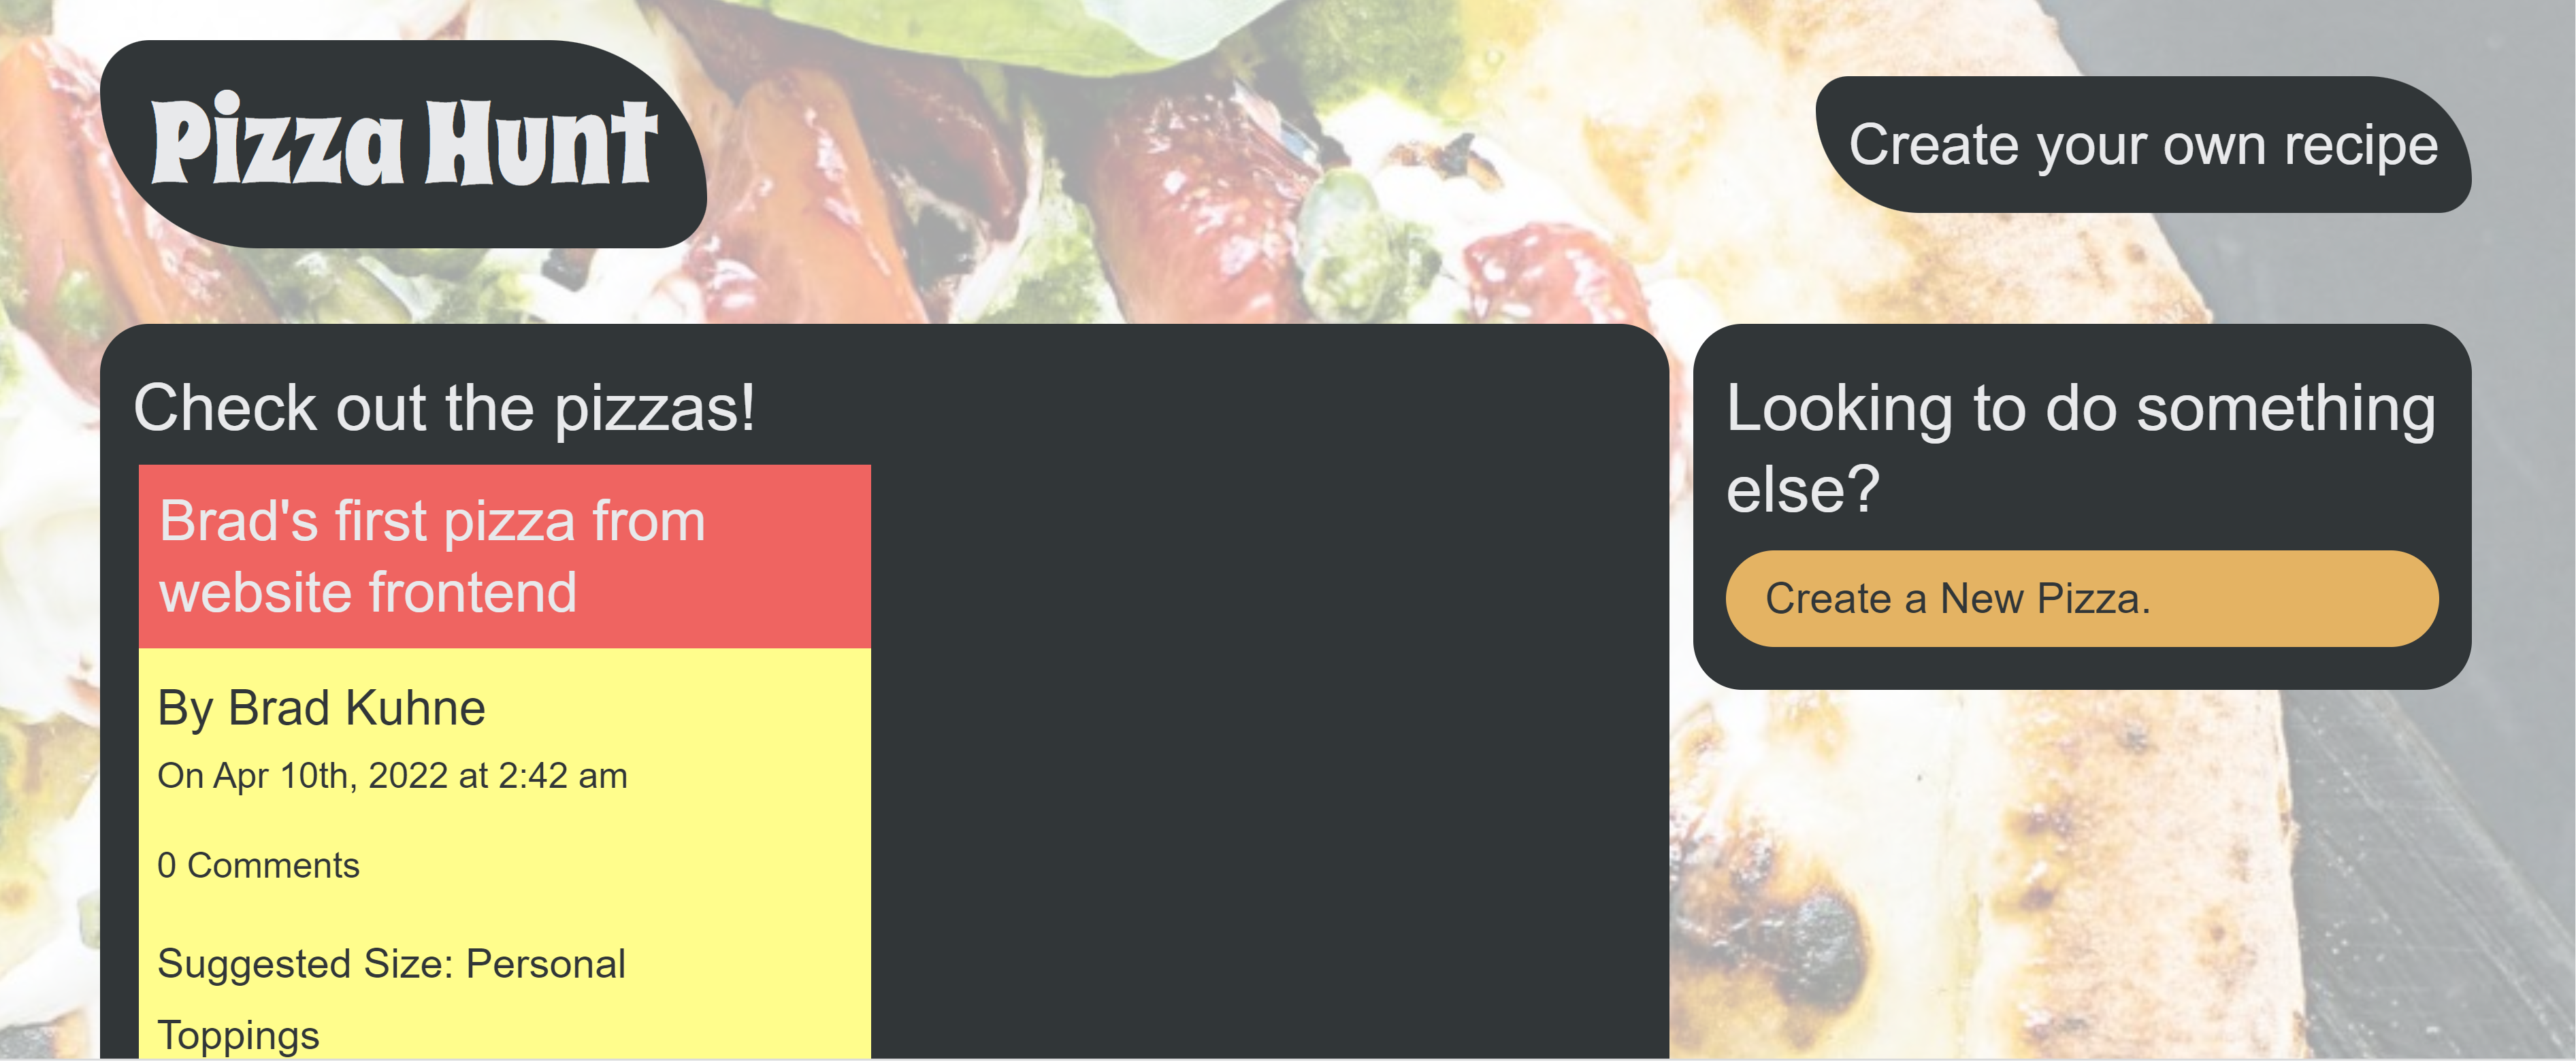 Pizza Hunt
Create your own recipe
Check out the pizzas!
Brad's first pizza from
website frontend
By Brad Kuhne
On Apr 10th, 2022 at 2:42 am
0 Comments
Suggested Size: Personal
Toppings
Looking to do something
else?
Create a New Pizza.